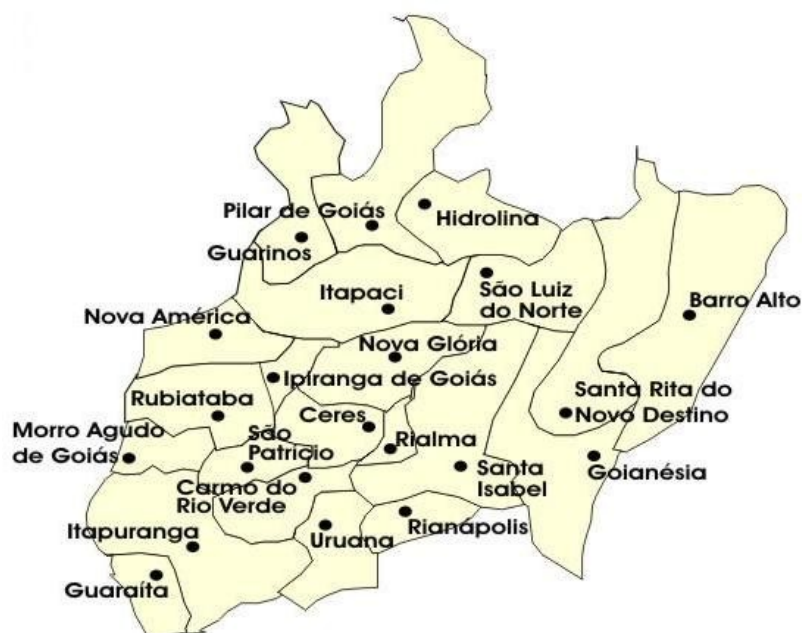 Pilar de Goiás
Hidrolina
Guarinos
Itapaci
São Luiz
do Norte
Barro Alto
Nova América
Nova Glória
Ipiranga de Goiás
Rubiataba
Santa Rita do
Novo Destino
Ceres
Morro Agudo
de Goiás
São
Patrício
Rialma
Santa
Isabel
Goianésia
Carmo do
Rio Verde
Itapuranga
Uruana
Rianápolis
Guaraíta